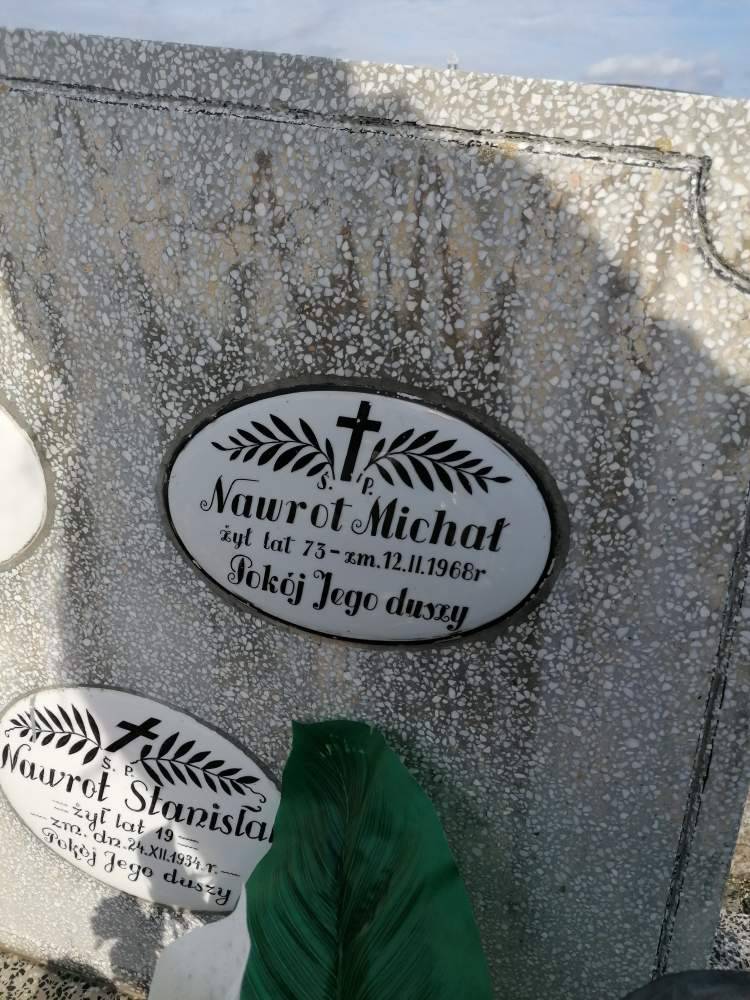 Ś. P.
Nawrot Michał
żył lat 73 - zm. 12.II.1968r
Pokój Jego duszy
Ś. P.
Nawrot Stanisła
— żył lat 19 —
— zm. dn. 24.XII.1934.r. —
Pokój Jego duszy